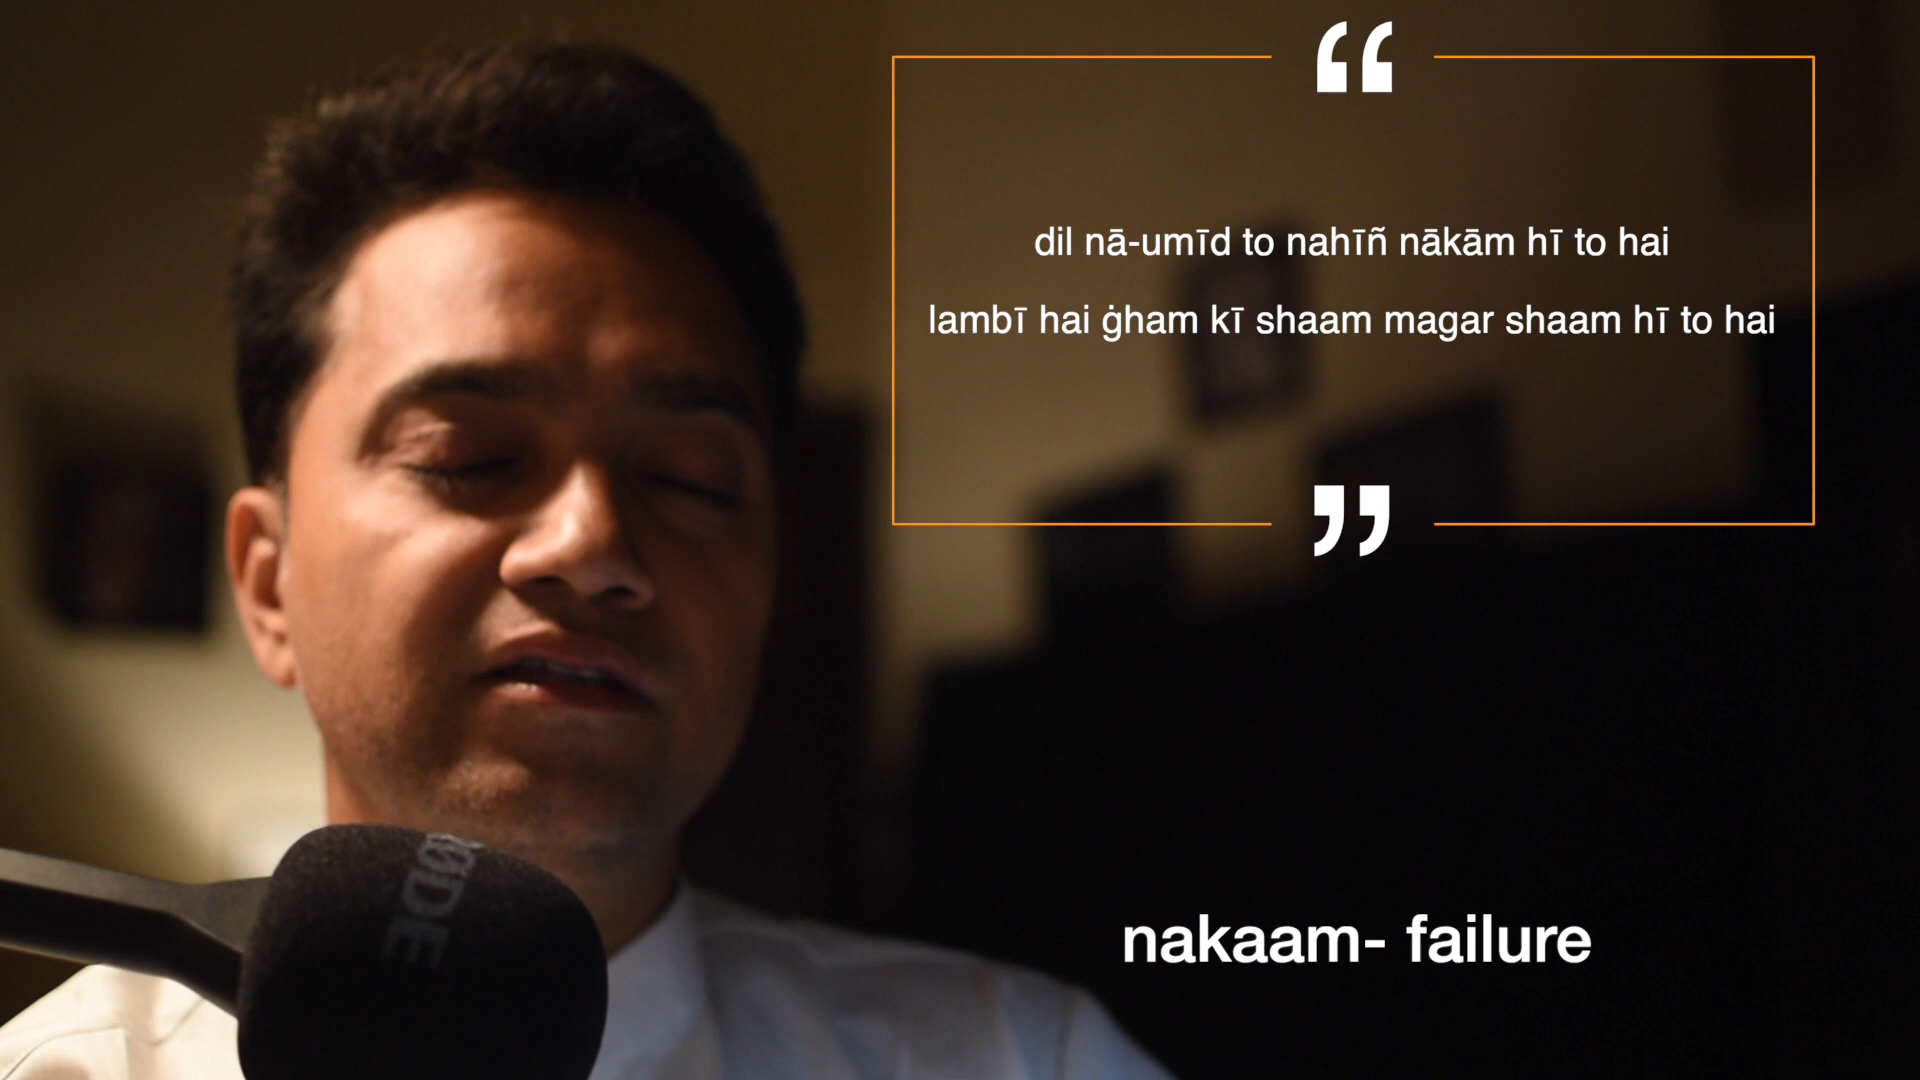 “
dil nā-umīd to nahīñ nākām hī to hai
lambī hai ġham kī shaam magar shaam hī to hai
”
RØDE
nakaam- failure